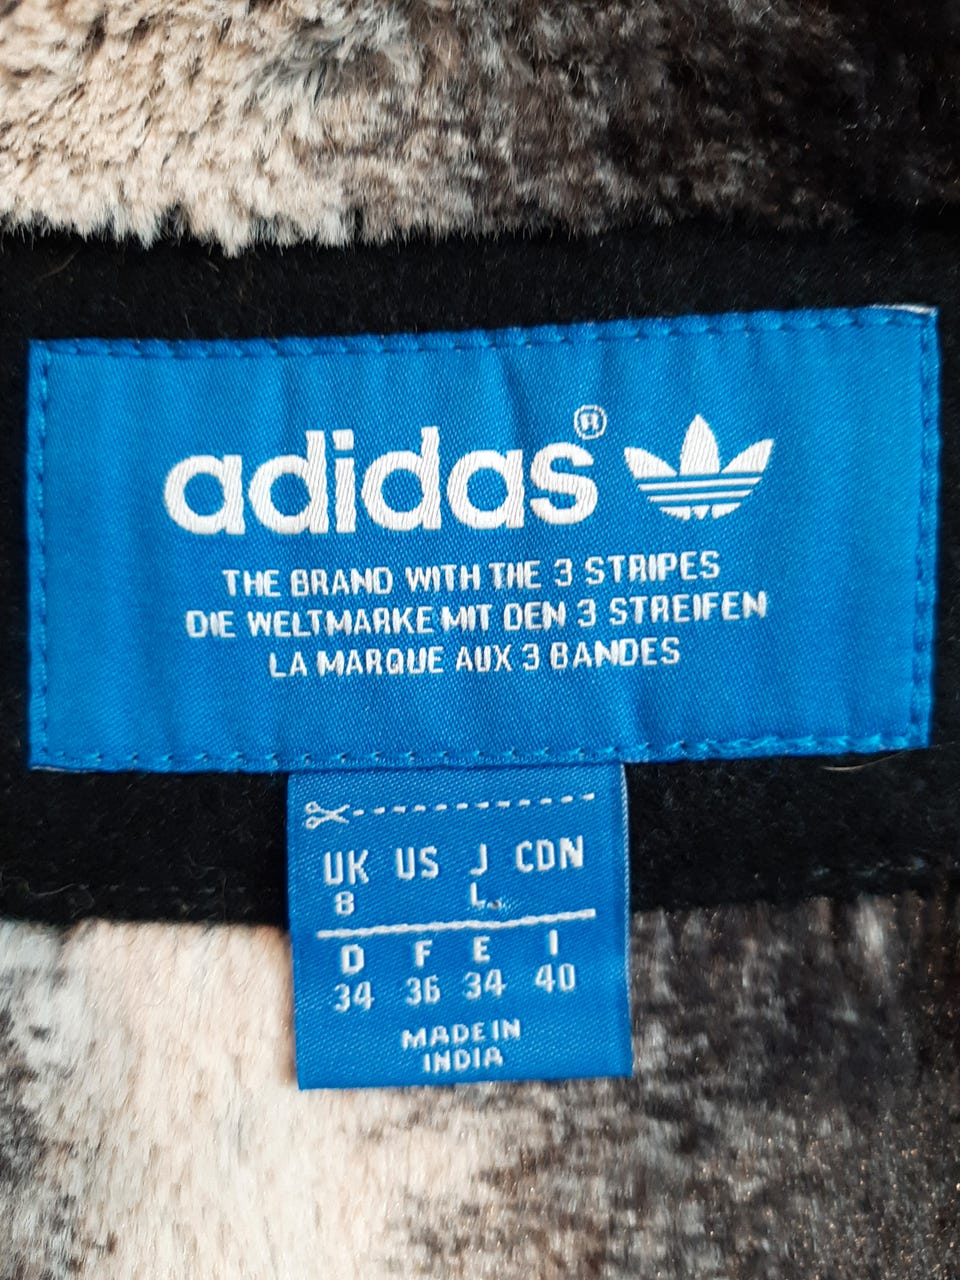 adidas®
THE BRAND WITH THE 3 STRIPES
DIE WELTMARKE MIT DEN 3 STREIFEN
LA MARQUE AUX 3 BANDES
UK US J CDN
8 L
D F E I
34 36 34 40
MADE IN
INDIA